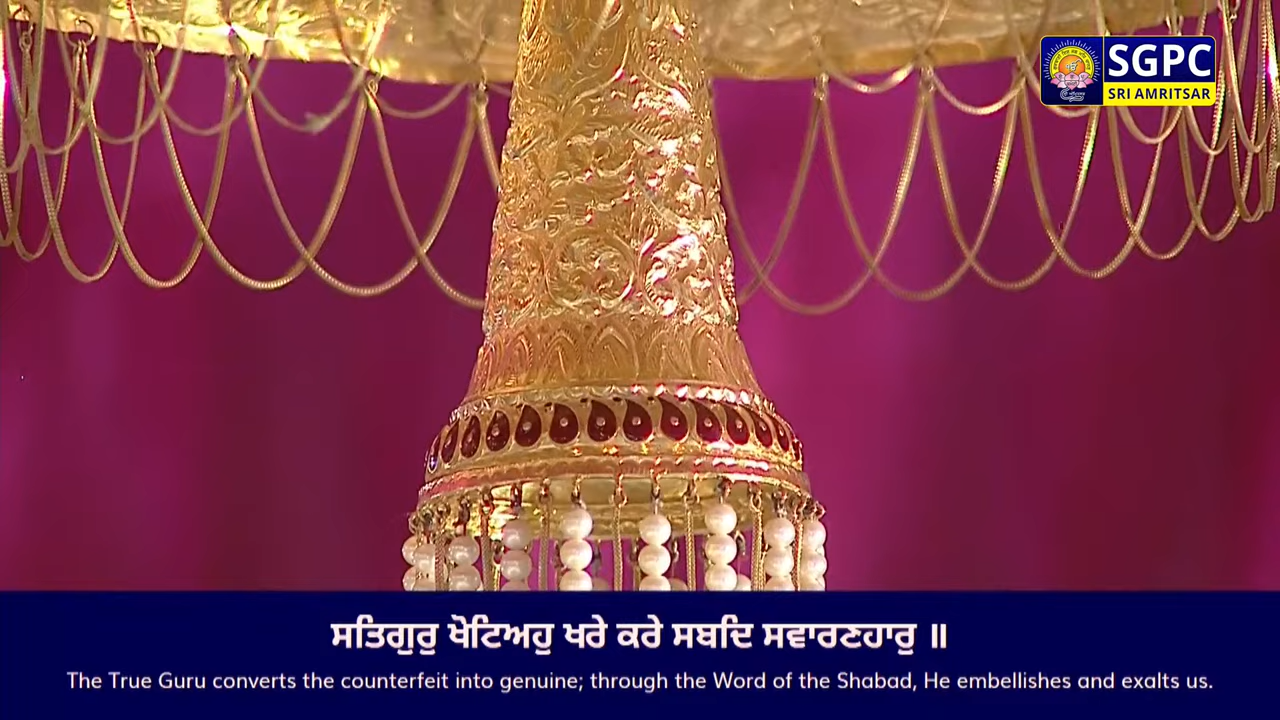 SGPC
SRI AMRITSAR
ਸਤਿਗੁਰੁ ਖੋਟਿਅਹੁ ਖਰੇ ਕਰੇ ਸਬਦਿ ਸਵਾਰਣਹਾਰੁ ॥
The True Guru converts the counterfeit into genuine; through the Word of the Shabad, He embellishes and exalts us.